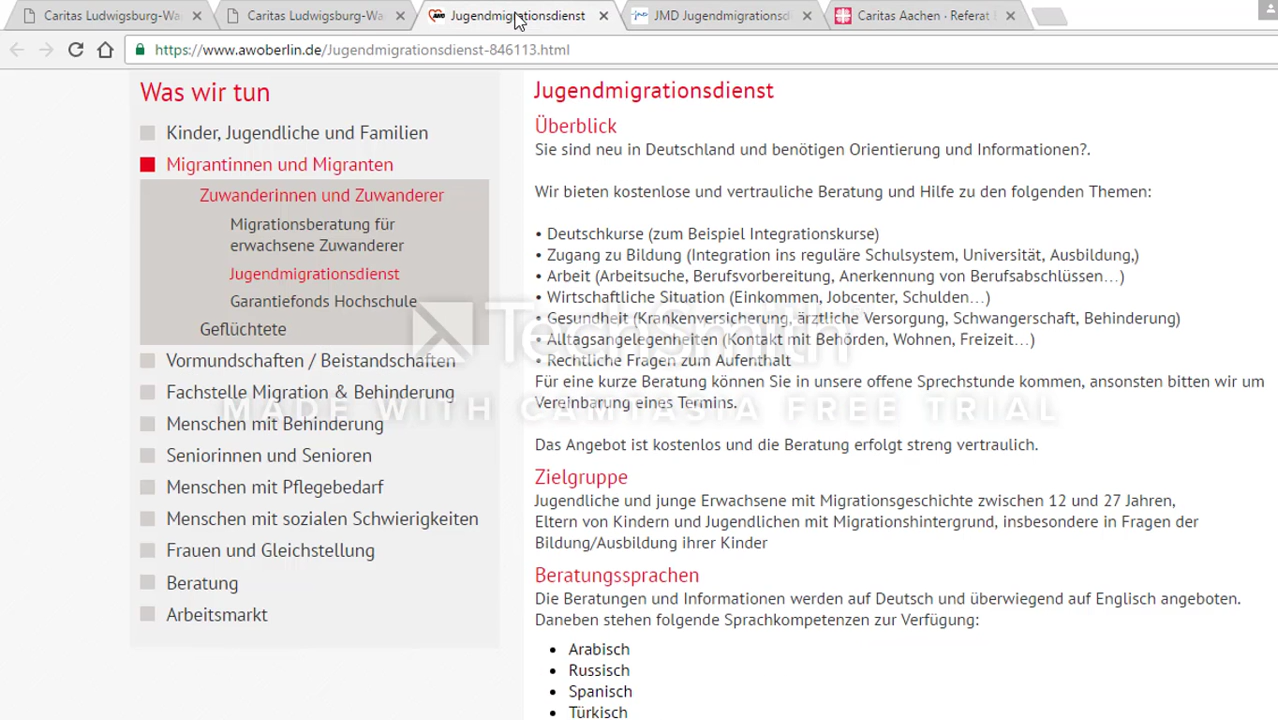 Caritas Ludwigsburg-Wa
Caritas Ludwigsburg-Wa
Jugendmigrationsdienst
JMD Jugendmigrationsd
Caritas Aachen · Referat
https://www.awoberlin.de/Jugendmigrationsdienst-846113.html
Was wir tun
Kinder, Jugendliche und Familien
Migrantinnen und Migranten
Zuwanderinnen und Zuwanderer
Migrationsberatung für
erwachsene Zuwanderer
Jugendmigrationsdienst
Garantiefonds Hochschule
Geflüchtete
Vormundschaften / Beistandschaften
Fachstelle Migration & Behinderung
Menschen mit Behinderung
Seniorinnen und Senioren
Menschen mit Pflegebedarf
Menschen mit sozialen Schwierigkeiten
Frauen und Gleichstellung
Beratung
Arbeitsmarkt
Jugendmigrationsdienst
Überblick
Sie sind neu in Deutschland und benötigen Orientierung und Informationen?.
Wir bieten kostenlose und vertrauliche Beratung und Hilfe zu den folgenden Themen:
• Deutschkurse (zum Beispiel Integrationskurse)
• Zugang zu Bildung (Integration ins reguläre Schulsystem, Universität, Ausbildung,)
• Arbeit (Arbeitsuche, Berufsvorbereitung, Anerkennung von Berufsabschlüssen…)
• Wirtschaftliche Situation (Einkommen, Jobcenter, Schulden…)
• Gesundheit (Krankenversicherung, ärztliche Versorgung, Schwangerschaft, Behinderung)
• Alltagsangelegenheiten (Kontakt mit Behörden, Wohnen, Freizeit…)
• Rechtliche Fragen zum Aufenthalt
Für eine kurze Beratung können Sie in unsere offene Sprechstunde kommen, ansonsten bitten wir um
Vereinbarung eines Termins.
Das Angebot ist kostenlos und die Beratung erfolgt streng vertraulich.
Zielgruppe
Jugendliche und junge Erwachsene mit Migrationsgeschichte zwischen 12 und 27 Jahren,
Eltern von Kindern und Jugendlichen mit Migrationshintergrund, insbesondere in Fragen der
Bildung/Ausbildung ihrer Kinder
Beratungssprachen
Die Beratungen und Informationen werden auf Deutsch und überwiegend auf Englisch angeboten.
Daneben stehen folgende Sprachkompetenzen zur Verfügung:
• Arabisch
• Russisch
• Spanisch
• Türkisch
TechSmith
MADE WITH CAMTASIA FREE TRIAL